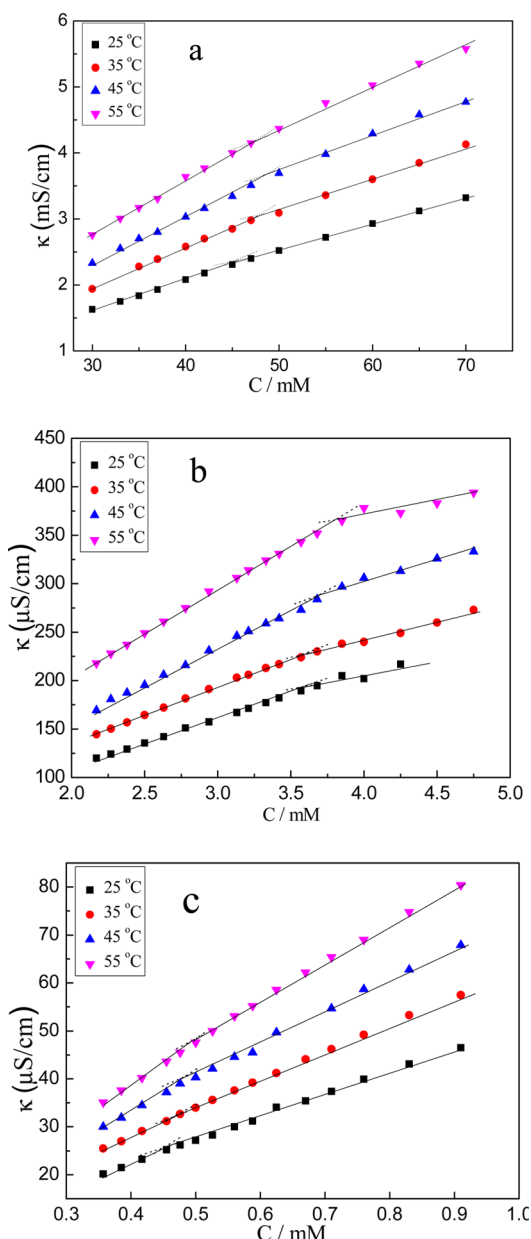 a
25 °C
35 °C
45 °C
55 °C
κ (mS/cm)
6
5
4
3
2
1
30 40 50 60 70
C / mM
b
25 °C
35 °C
45 °C
55 °C
κ (μS/cm)
450
400
350
300
250
200
150
100
2.0 2.5 3.0 3.5 4.0 4.5 5.0
C / mM
c
25 °C
35 °C
45 °C
55 °C
κ (μS/cm)
80
70
60
50
40
30
20
0.3 0.4 0.5 0.6 0.7 0.8 0.9 1.0
C / mM